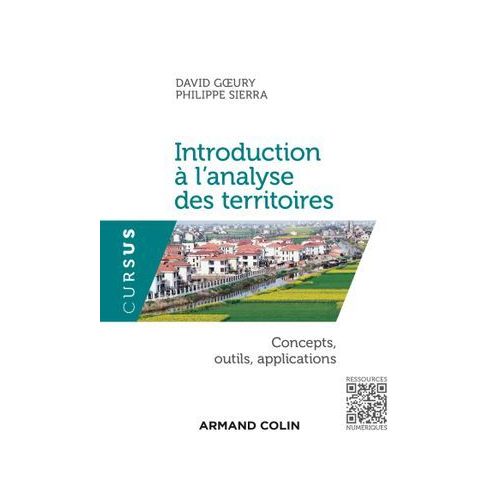 DAVID GŒURY
PHILIPPE SIERRA
Introduction
à l'analyse
des territoires
CURSUS
Concepts,
outils, applications
RESSOURCES
NUMÉRIQUES
ARMAND COLIN